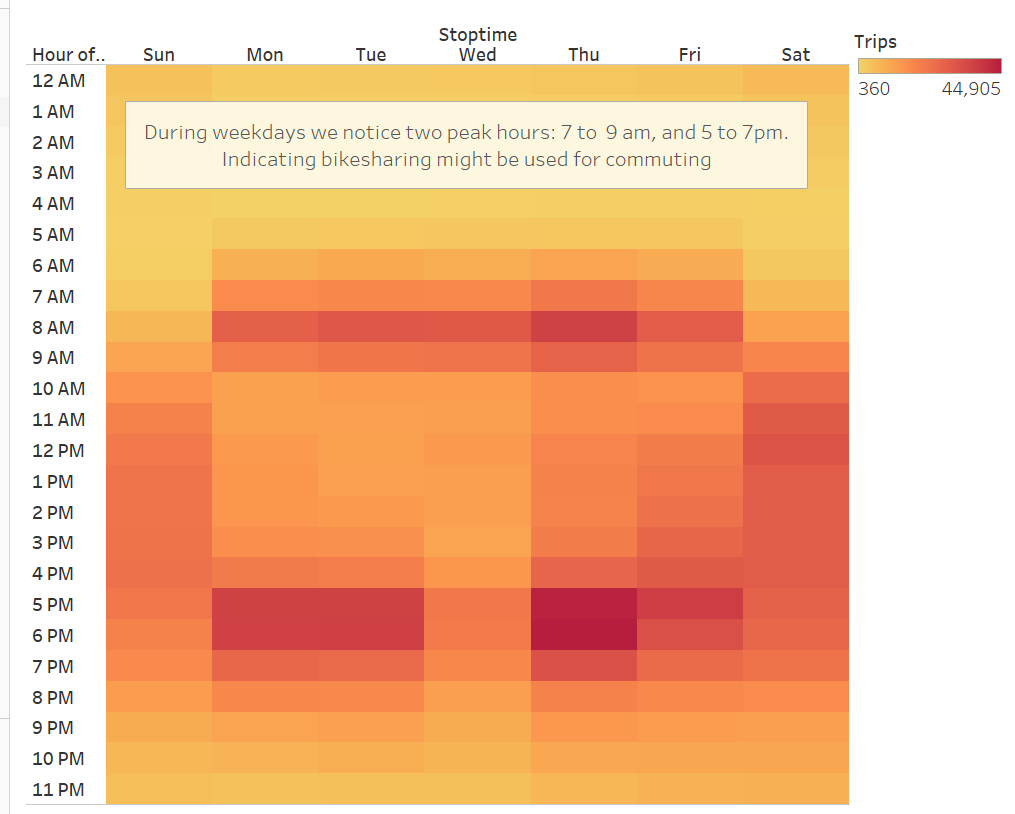 Stoptime
Hour of.. Sun Mon Tue Wed Thu Fri Sat
Trips
360 44,905
12 AM
1 AM
During weekdays we notice two peak hours: 7 to 9 am, and 5 to 7pm.
2 AM
Indicating bikesharing might be used for commuting
3 AM
4 AM
5 AM
6 AM
7 AM
8 AM
9 AM
10 AM
11 AM
12 PM
1 PM
2 PM
3 PM
4 PM
5 PM
6 PM
7 PM
8 PM
9 PM
10 PM
11 PM